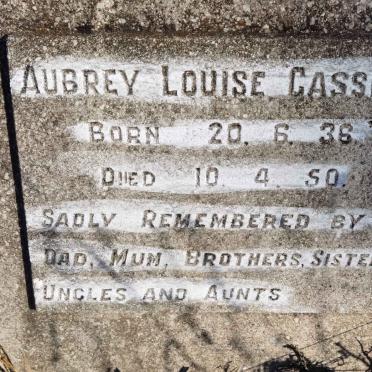 AUBREY LOUISE CASS
BORN 20. 6. 36
DIED 10. 4. 50.
SADLY REMEMBERED BY
DAD, MUM, BROTHERS, SISTE
UNCLES AND AUNTS